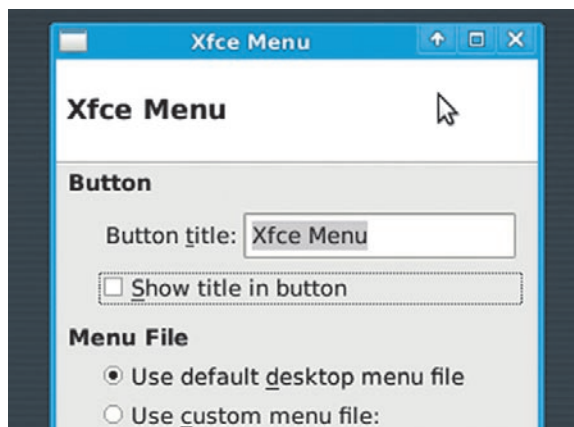 Xfce Menu
Xfce Menu
Button
Button title: Xfce Menu
Show title in button
Menu File
Use default desktop menu file
Use custom menu file: